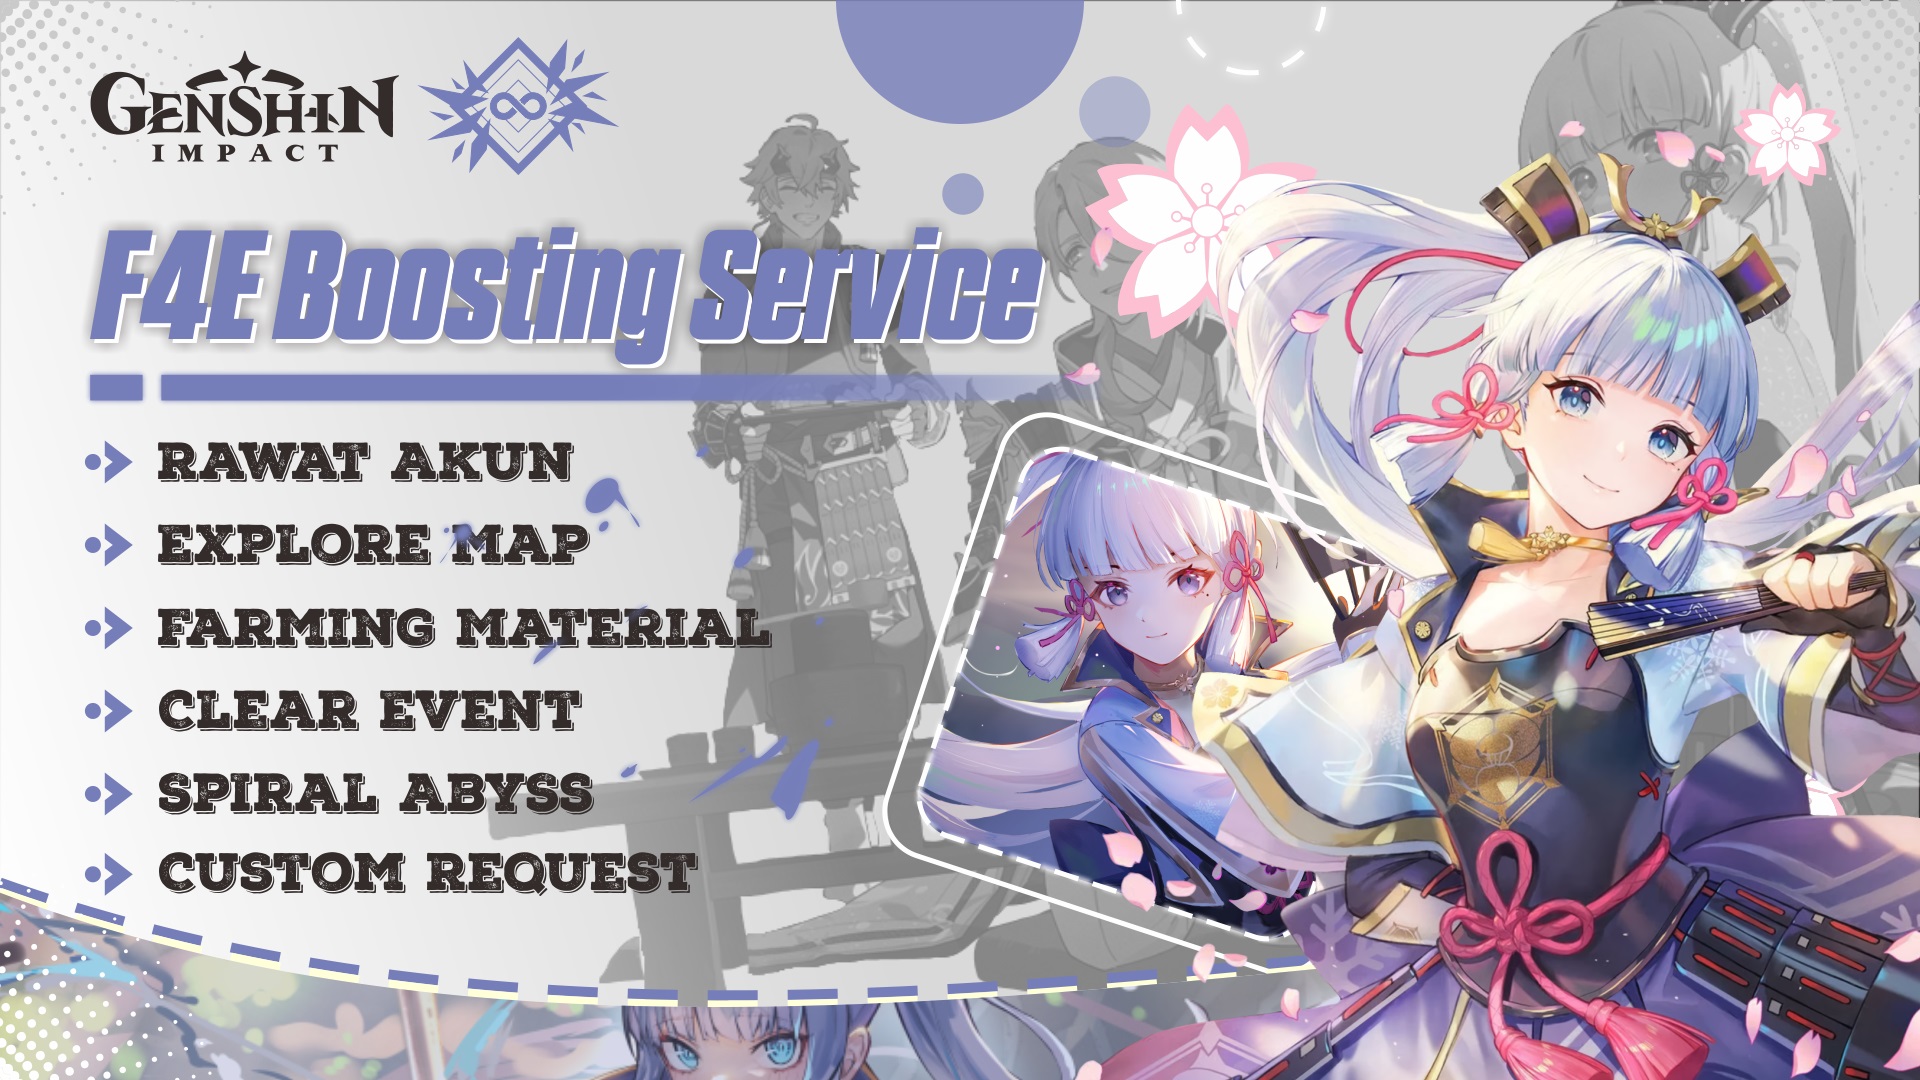 GENSHIN
IMPACT
F4E Boosting Service
RAWAT AKUN
EXPLORE MAP
FARMING MATERIAL
CLEAR EVENT
SPIRAL ABYSS
CUSTOM REQUEST